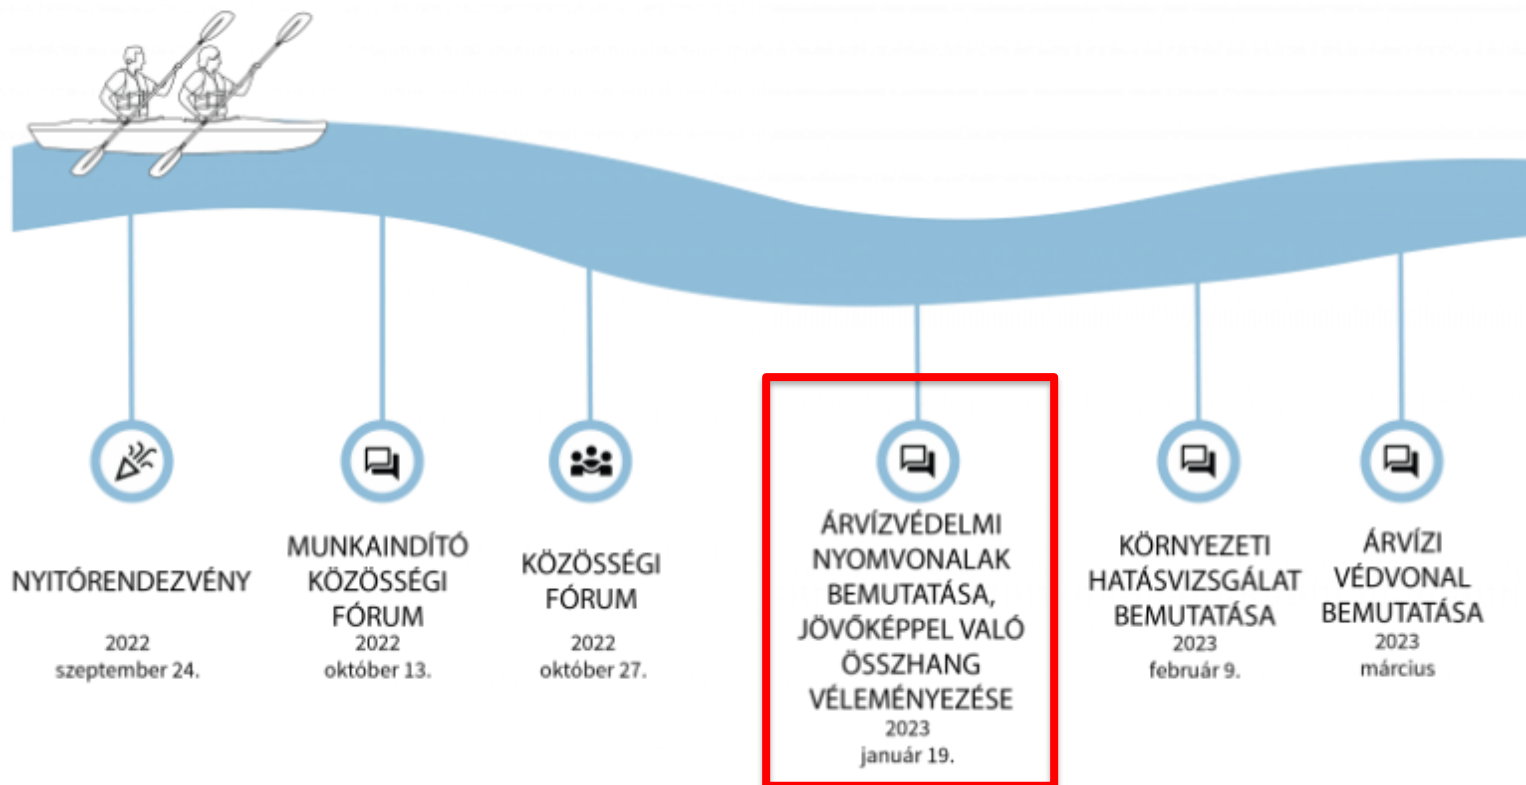 NYITÓRENDEZVÉNY
2022
szeptember 24.
MUNKAINDÍTÓ
KÖZÖSSÉGI
FÓRUM
2022
október 13.
KÖZÖSSÉGI
FÓRUM
2022
október 27.
ÁRVÍZVÉDELMI
NYOMVONALAK
BEMUTATÁSA,
JÖVŐKÉPPEL VALÓ
ÖSSZHANG
VÉLEMÉNYEZÉSE
2023
január 19.
KÖRNYEZETI
HATÁSVIZSGÁLAT
BEMUTATÁSA
2023
február 9.
ÁRVÍZI
VÉDVONAL
BEMUTATÁSA
2023
március